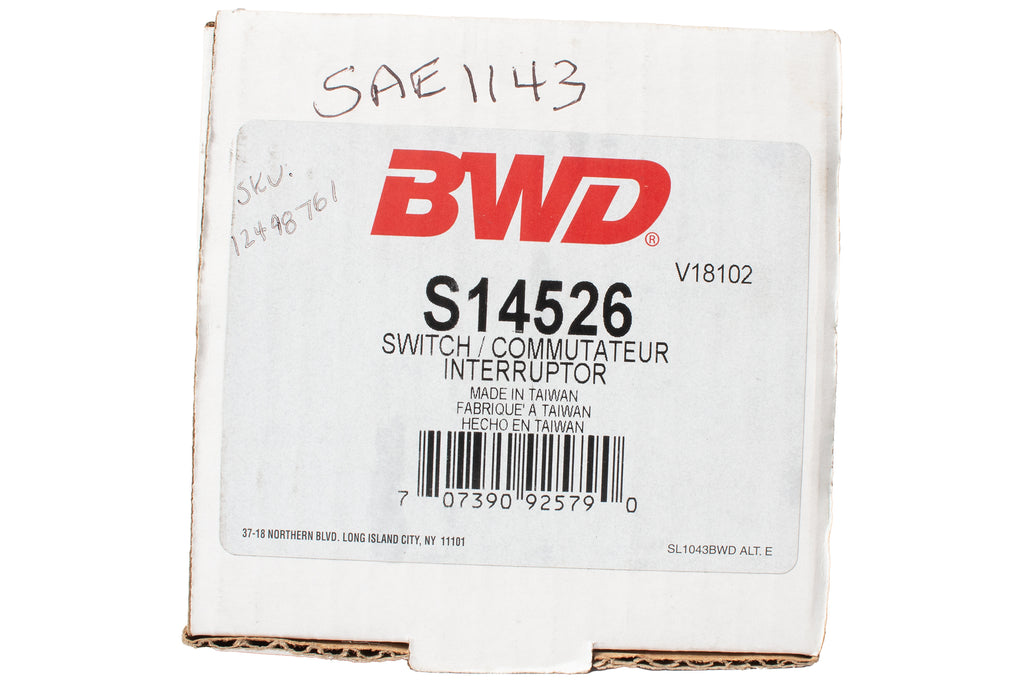 SAE1143
SKU.
12498761
BWD®
V18102
S14526
SWITCH / COMMUTATEUR
INTERRUPTOR
MADE IN TAIWAN
FABRIQUE' A TAIWAN
HECHO EN TAIWAN
7 07390 92579 0
37-18 NORTHERN BLVD. LONG ISLAND CITY, NY 11101
SL1043BWD ALT. E